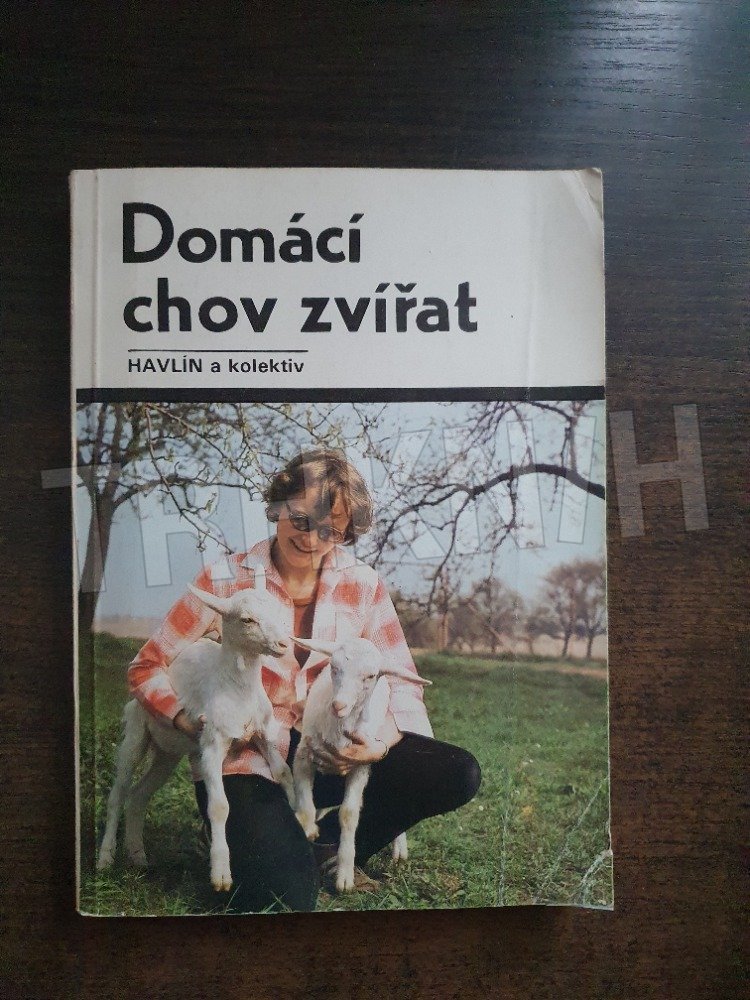 Domácí
chov zvířat
HAVLÍN a kolektiv